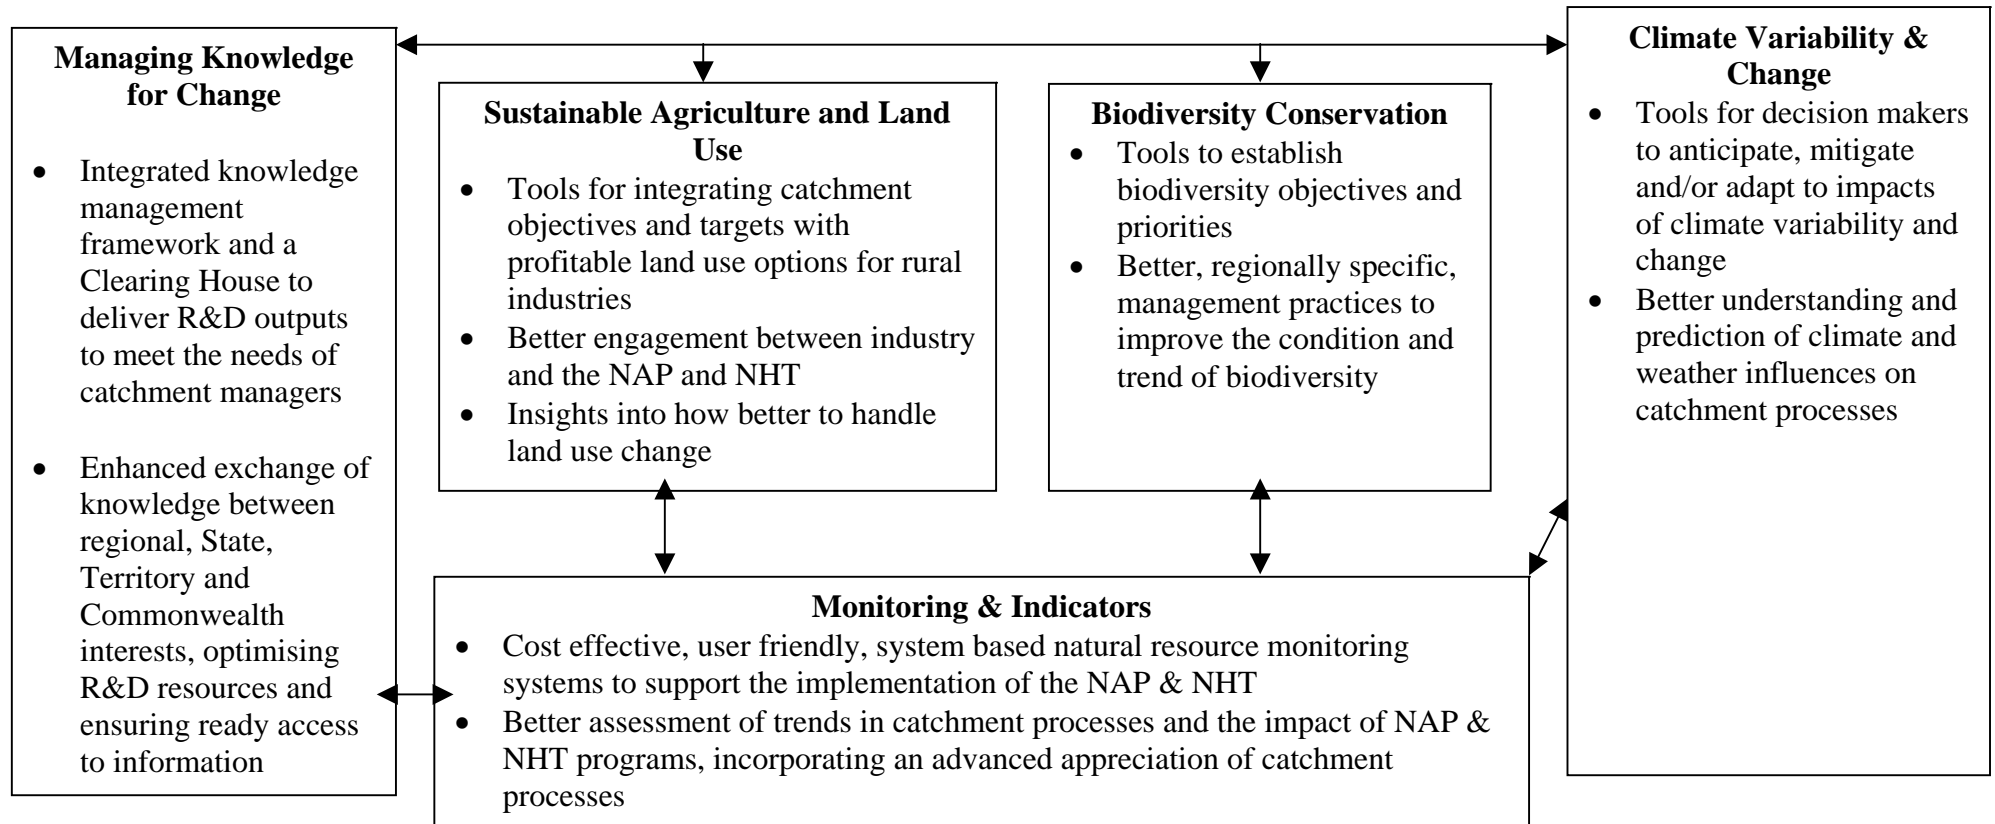 Managing Knowledge
for Change
• Integrated knowledge
management
framework and a
Clearing House to
deliver R&D outputs
to meet the needs of
catchment managers
• Enhanced exchange of
knowledge between
regional, State,
Territory and
Commonwealth
interests, optimising
R&D resources and
ensuring ready access
to information
Sustainable Agriculture and Land
Use
• Tools for integrating catchment
objectives and targets with
profitable land use options for rural
industries
• Better engagement between industry
and the NAP and NHT
• Insights into how better to handle
land use change
Biodiversity Conservation
• Tools to establish
biodiversity objectives and
priorities
• Better, regionally specific,
management practices to
improve the condition and
trend of biodiversity
Climate Variability &
Change
• Tools for decision makers
to anticipate, mitigate
and/or adapt to impacts
of climate variability and
change
• Better understanding and
prediction of climate and
weather influences on
catchment processes
Monitoring & Indicators
• Cost effective, user friendly, system based natural resource monitoring
systems to support the implementation of the NAP & NHT
• Better assessment of trends in catchment processes and the impact of NAP &
NHT programs, incorporating an advanced appreciation of catchment
processes